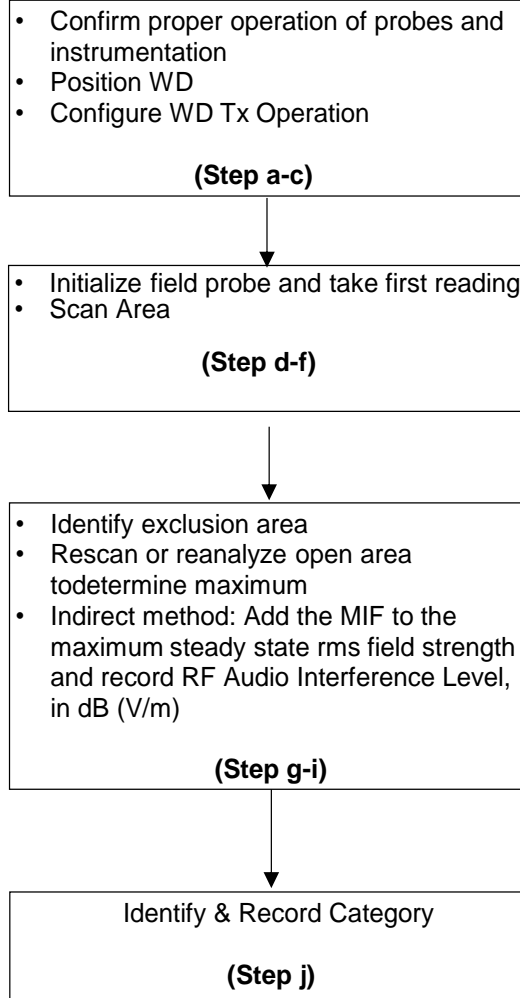 • Confirm proper operation of probes and
instrumentation
• Position WD
• Configure WD Tx Operation
(Step a-c)
• Initialize field probe and take first reading
• Scan Area
(Step d-f)
• Identify exclusion area
• Rescan or reanalyze open area
todetermine maximum
• Indirect method: Add the MIF to the
maximum steady state rms field strength
and record RF Audio Interference Level,
in dB (V/m)
(Step g-i)
Identify & Record Category
(Step j)